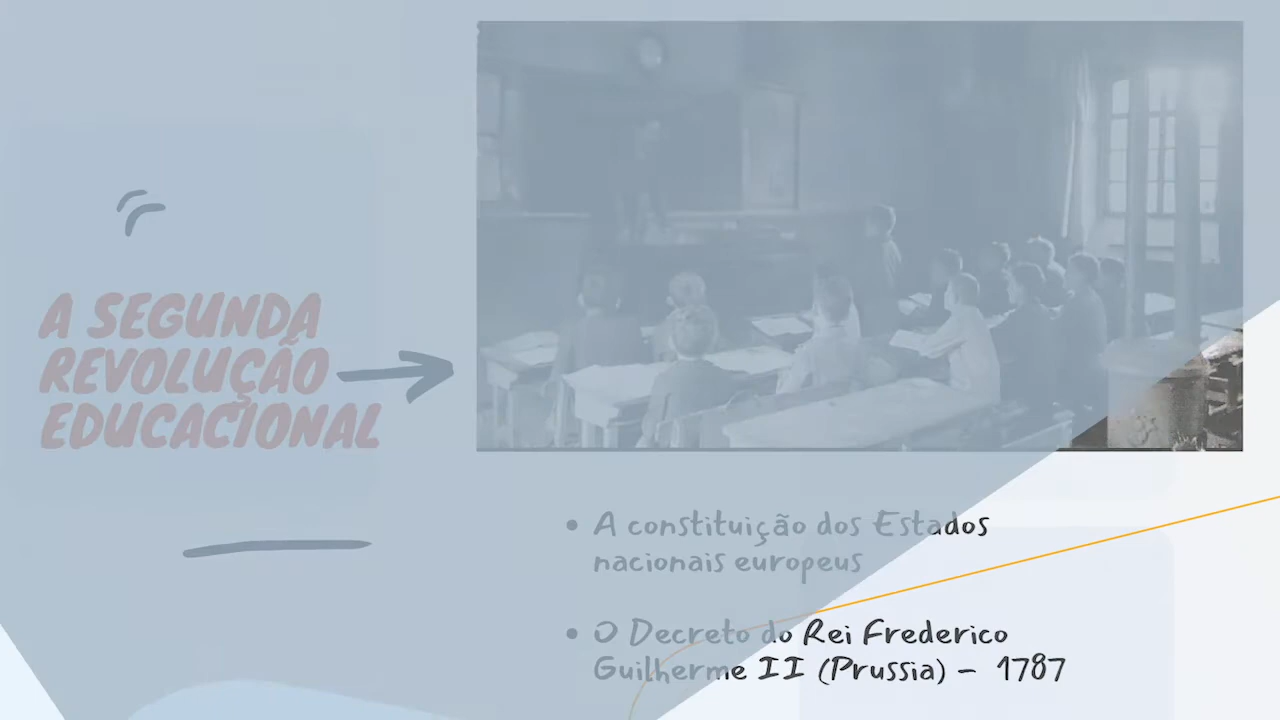 A SEGUNDA
REVOLUÇÃO
EDUCACIONAL
• A constituição dos Estados
nacionais europeus
• O Decreto do Rei Frederico
Guilherme II (Prussia) - 1787